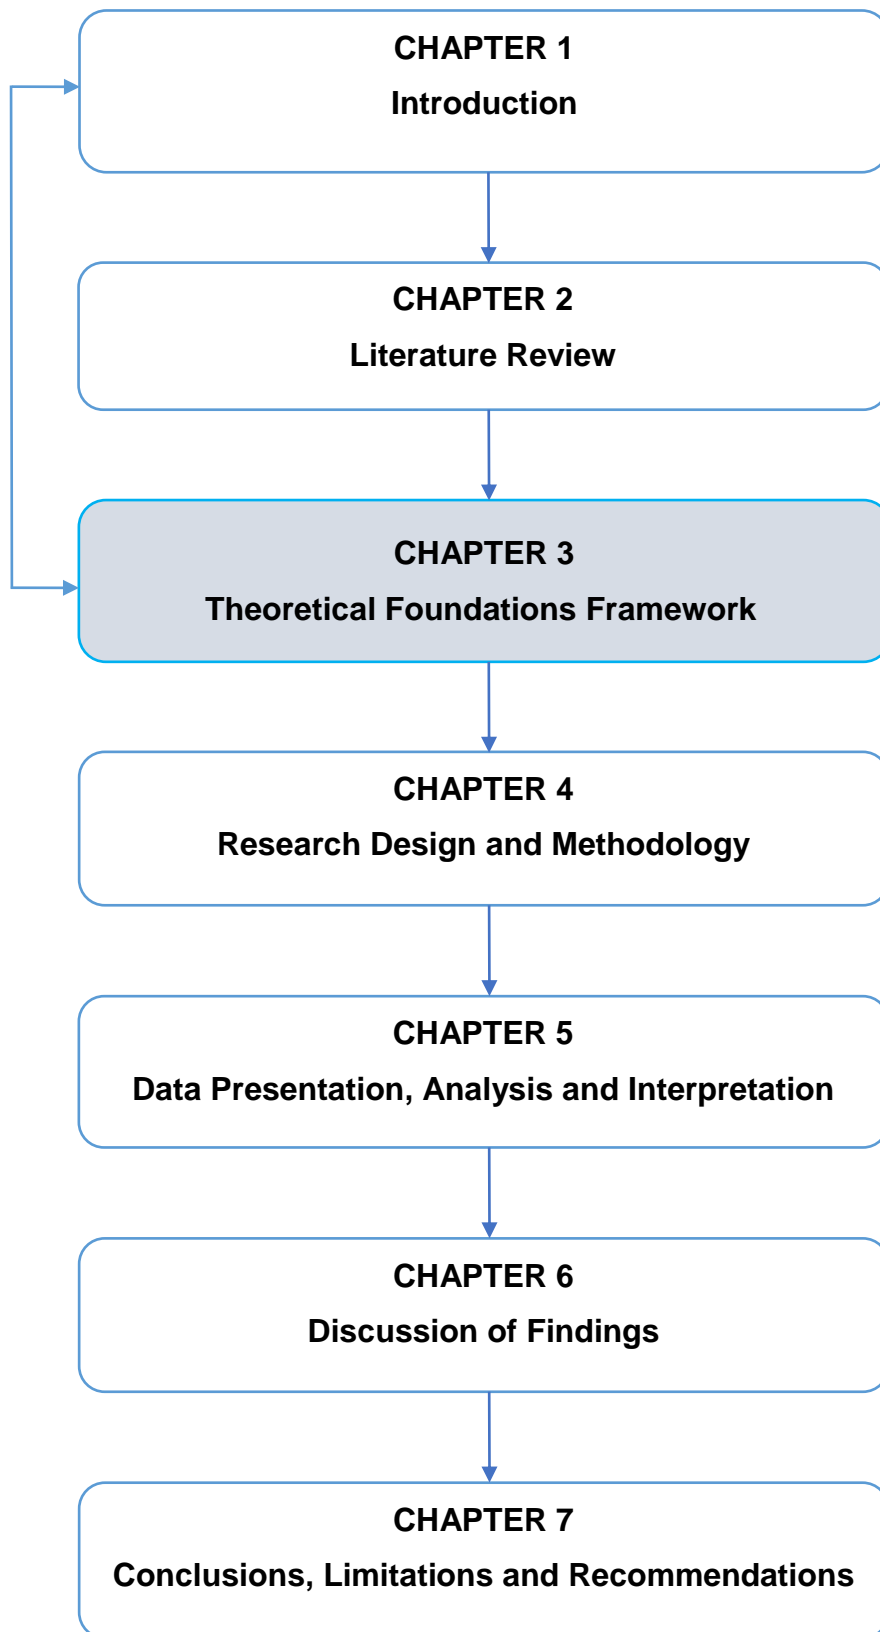 CHAPTER 1
Introduction
CHAPTER 2
Literature Review
CHAPTER 3
Theoretical Foundations Framework
CHAPTER 4
Research Design and Methodology
CHAPTER 5
Data Presentation, Analysis and Interpretation
CHAPTER 6
Discussion of Findings
CHAPTER 7
Conclusions, Limitations and Recommendations